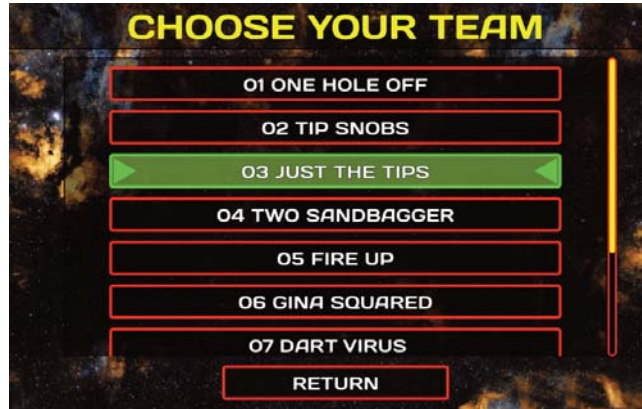 CHOOSE YOUR TEAM
01 ONE HOLE OFF
02 TIP SNOBS
03 JUST THE TIPS
04 TWO SANDBAGGER
05 FIRE UP
06 GINA SQUARED
07 DART VIRUS
RETURN